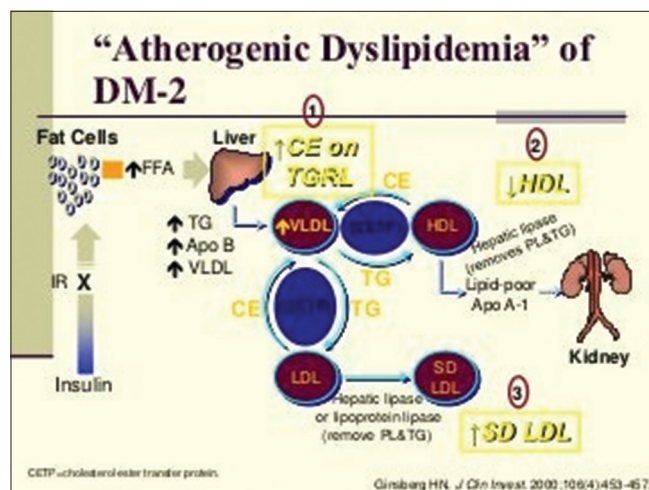 “Atherogenic Dyslipidemia” of
DM-2
1
Fat Cells
Liver
↑CE on
TGRL
2
↓HDL
↑FFA
CE
↑ TG
↑ Apo B
↑ VLDL
↑VLDL
(CETP)
HDL
Hepatic lipase
(removes PL&TG)
TG
Lipid-poor
Apo A-1
Kidney
IR X
CE
(CETP)
TG
Insulin
LDL
SD
LDL
Hepatic lipase
or lipoprotein lipase
(remove PL&TG)
3
↑SD LDL
CETP=cholesterol ester transfer protein.
Ginsberg HN. J Clin Invest. 2000;106(4):453-457